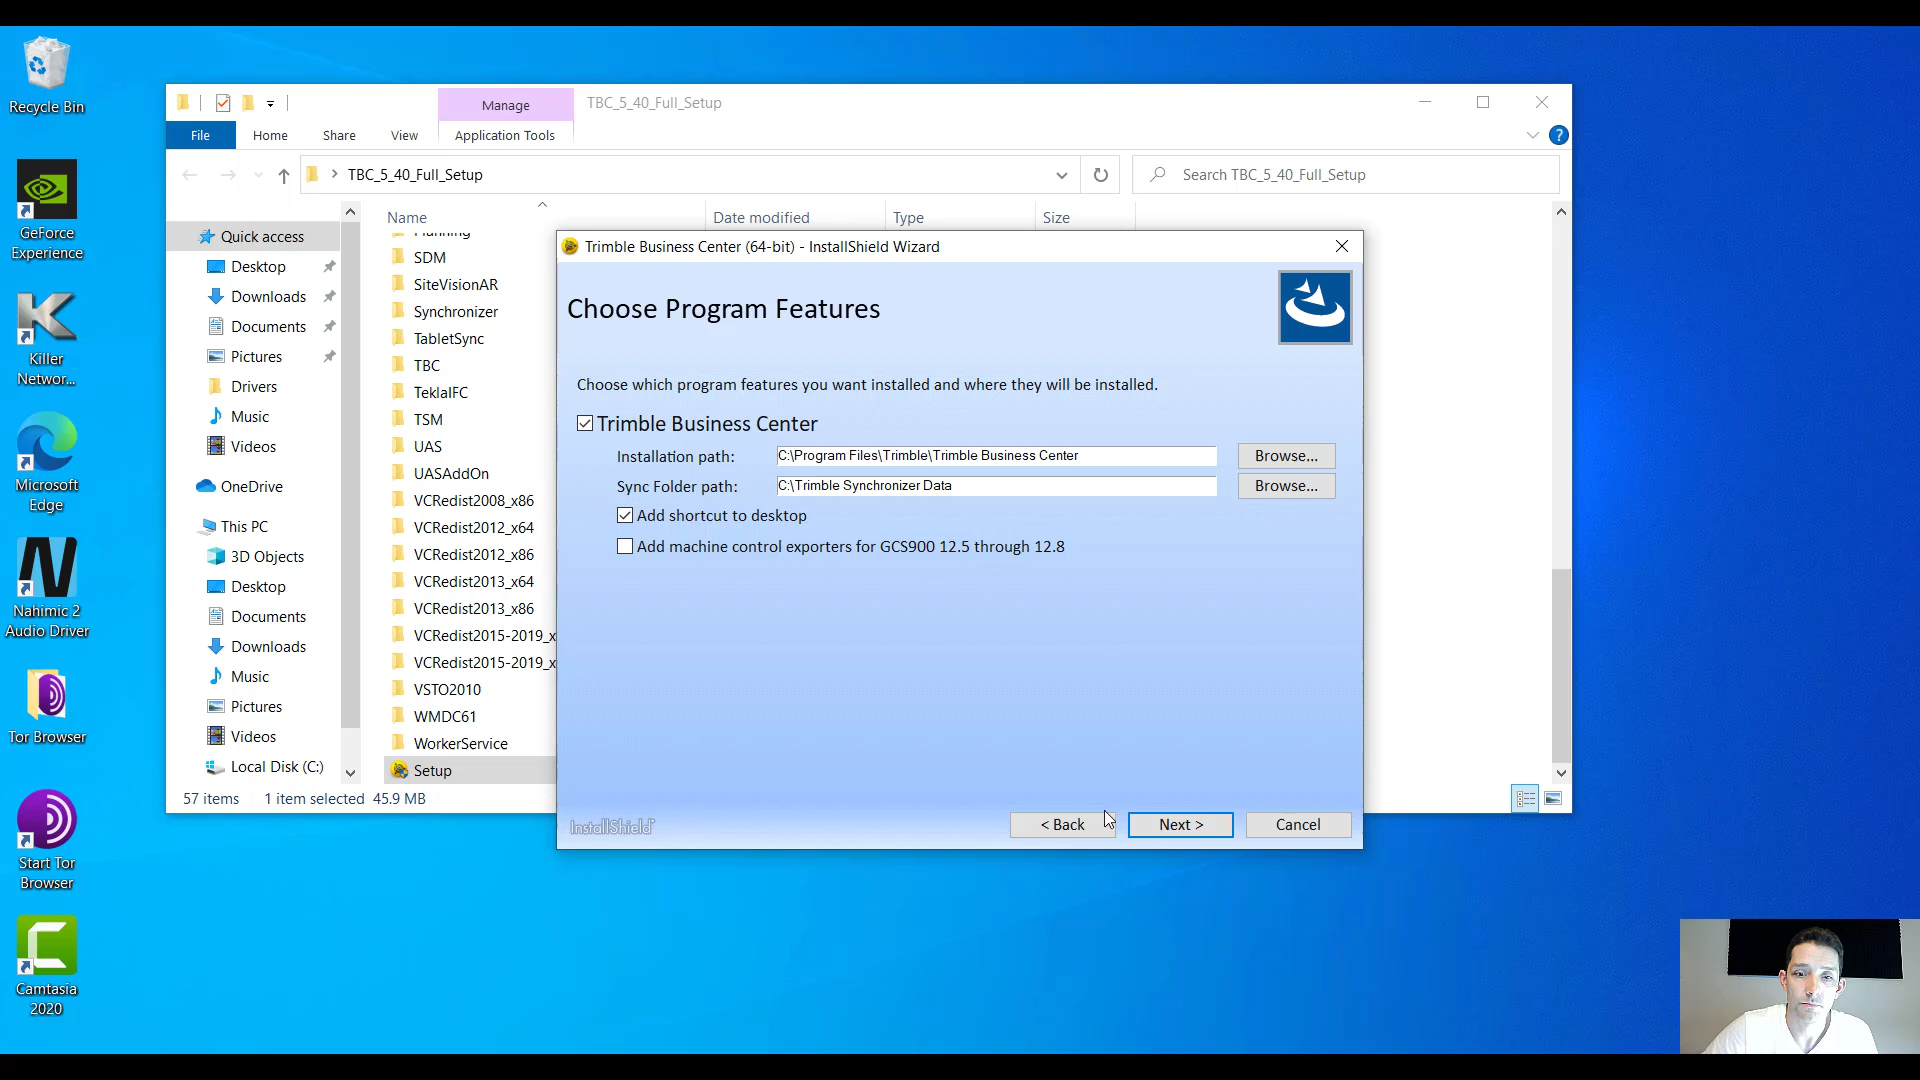 Recycle Bin
GeForce
Experience
Killer
Networ...
Microsoft
Edge
Nahimic 2
Audio Driver
Tor Browser
Start Tor
Browser
Camtasia
2020
Manage
TBC_5_40_Full_Setup
File
Home
Share
View
Application Tools
TBC_5_40_Full_Setup
Search TBC_5_40_Full_Setup
Quick access
Desktop
Downloads
Documents
Pictures
Drivers
Music
Videos
OneDrive
This PC
3D Objects
Desktop
Documents
Downloads
Music
Pictures
Videos
Local Disk (C:)
Name
Date modified
Type
Size
Planning
SDM
SiteVisionAR
Synchronizer
TabletSync
TBC
TeklaIFC
TSM
UAS
UASAddOn
VCRedist2008_x86
VCRedist2012_x64
VCRedist2012_x86
VCRedist2013_x64
VCRedist2013_x86
VCRedist2015-2019_x
VCRedist2015-2019_x
VSTO2010
WMDC61
WorkerService
Setup
57 items
1 item selected 45.9 MB
Trimble Business Center (64-bit) - InstallShield Wizard
Choose Program Features
Choose which program features you want installed and where they will be installed.
Trimble Business Center
Installation path:
C:\Program Files\Trimble\Trimble Business Center
Browse...
Sync Folder path:
C:\Trimble Synchronizer Data
Browse...
Add shortcut to desktop
Add machine control exporters for GCS900 12.5 through 12.8
InstallShield
< Back
Next >
Cancel